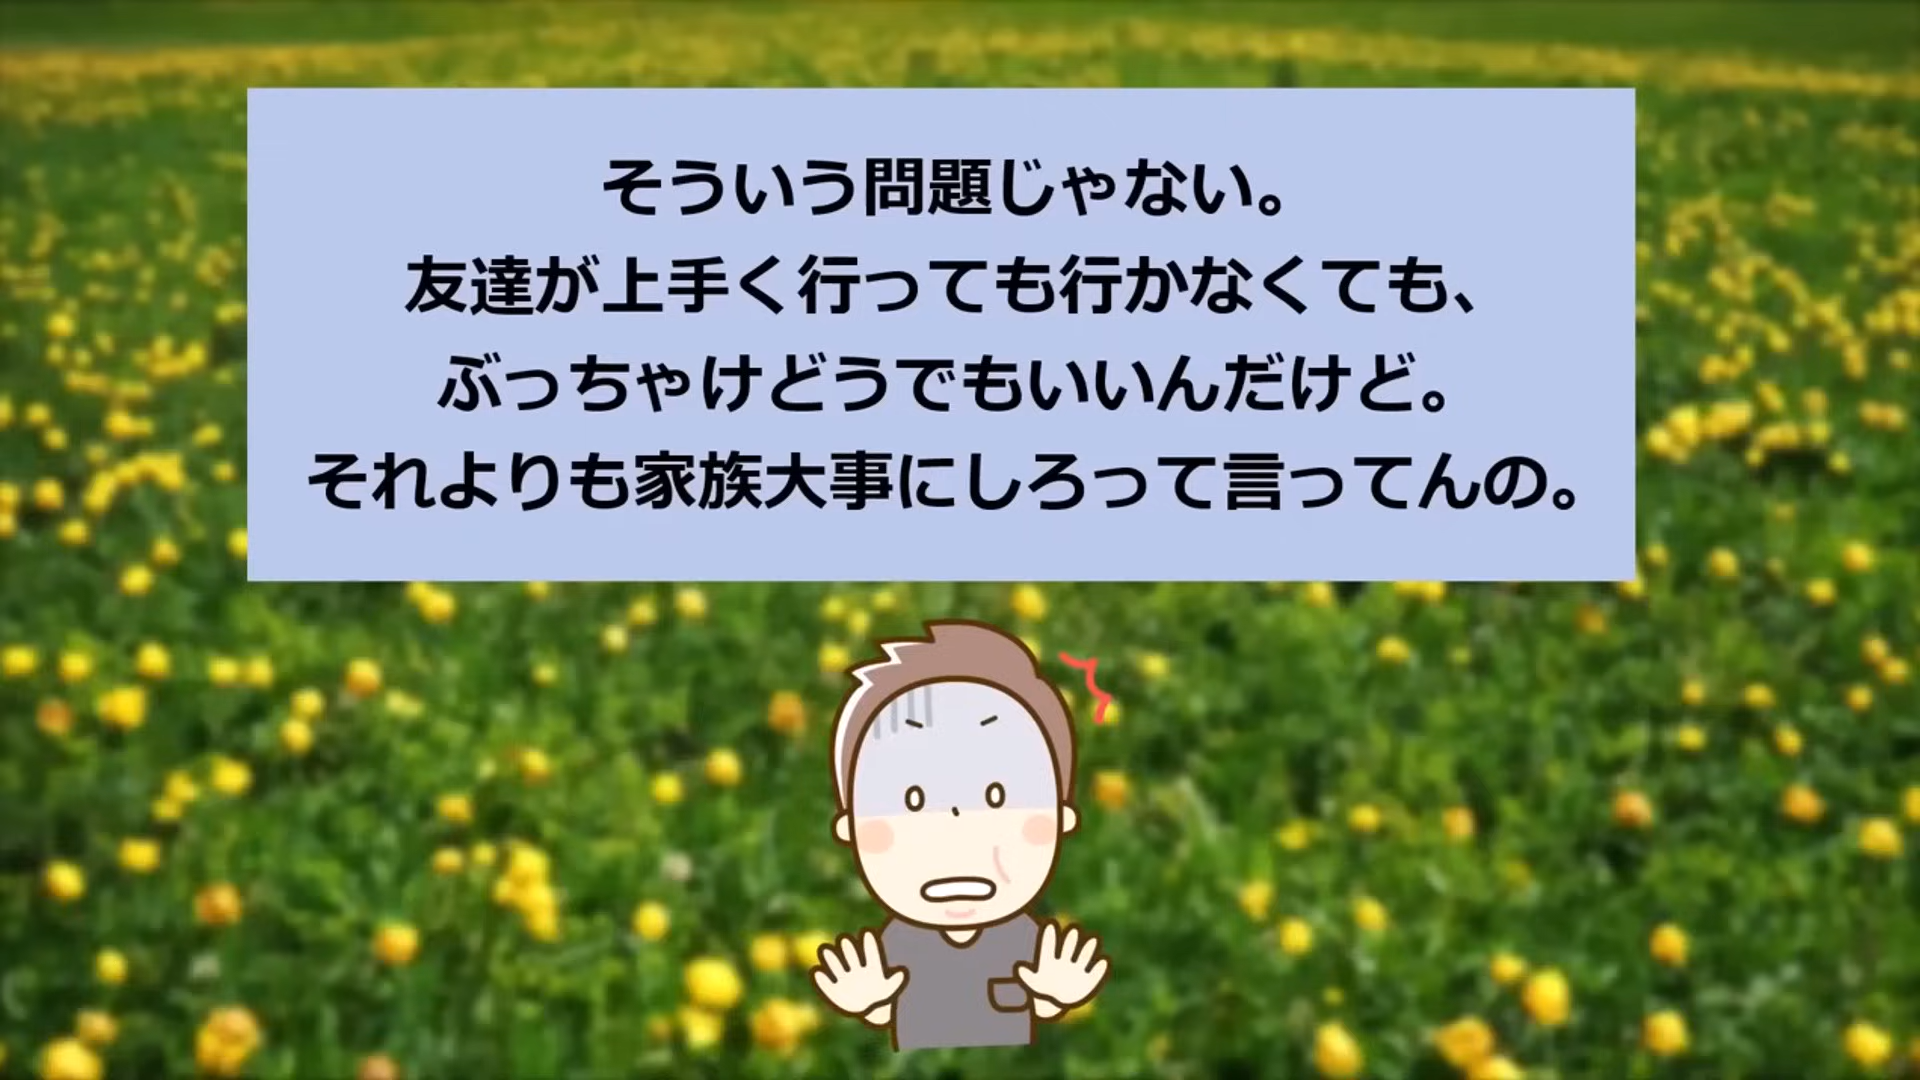 そういう問題じゃない。
友達が上手く行っても行かなくても、
ぶっちゃけどうでもいいんだけど。
それよりも家族大事にしろって言ってんの。